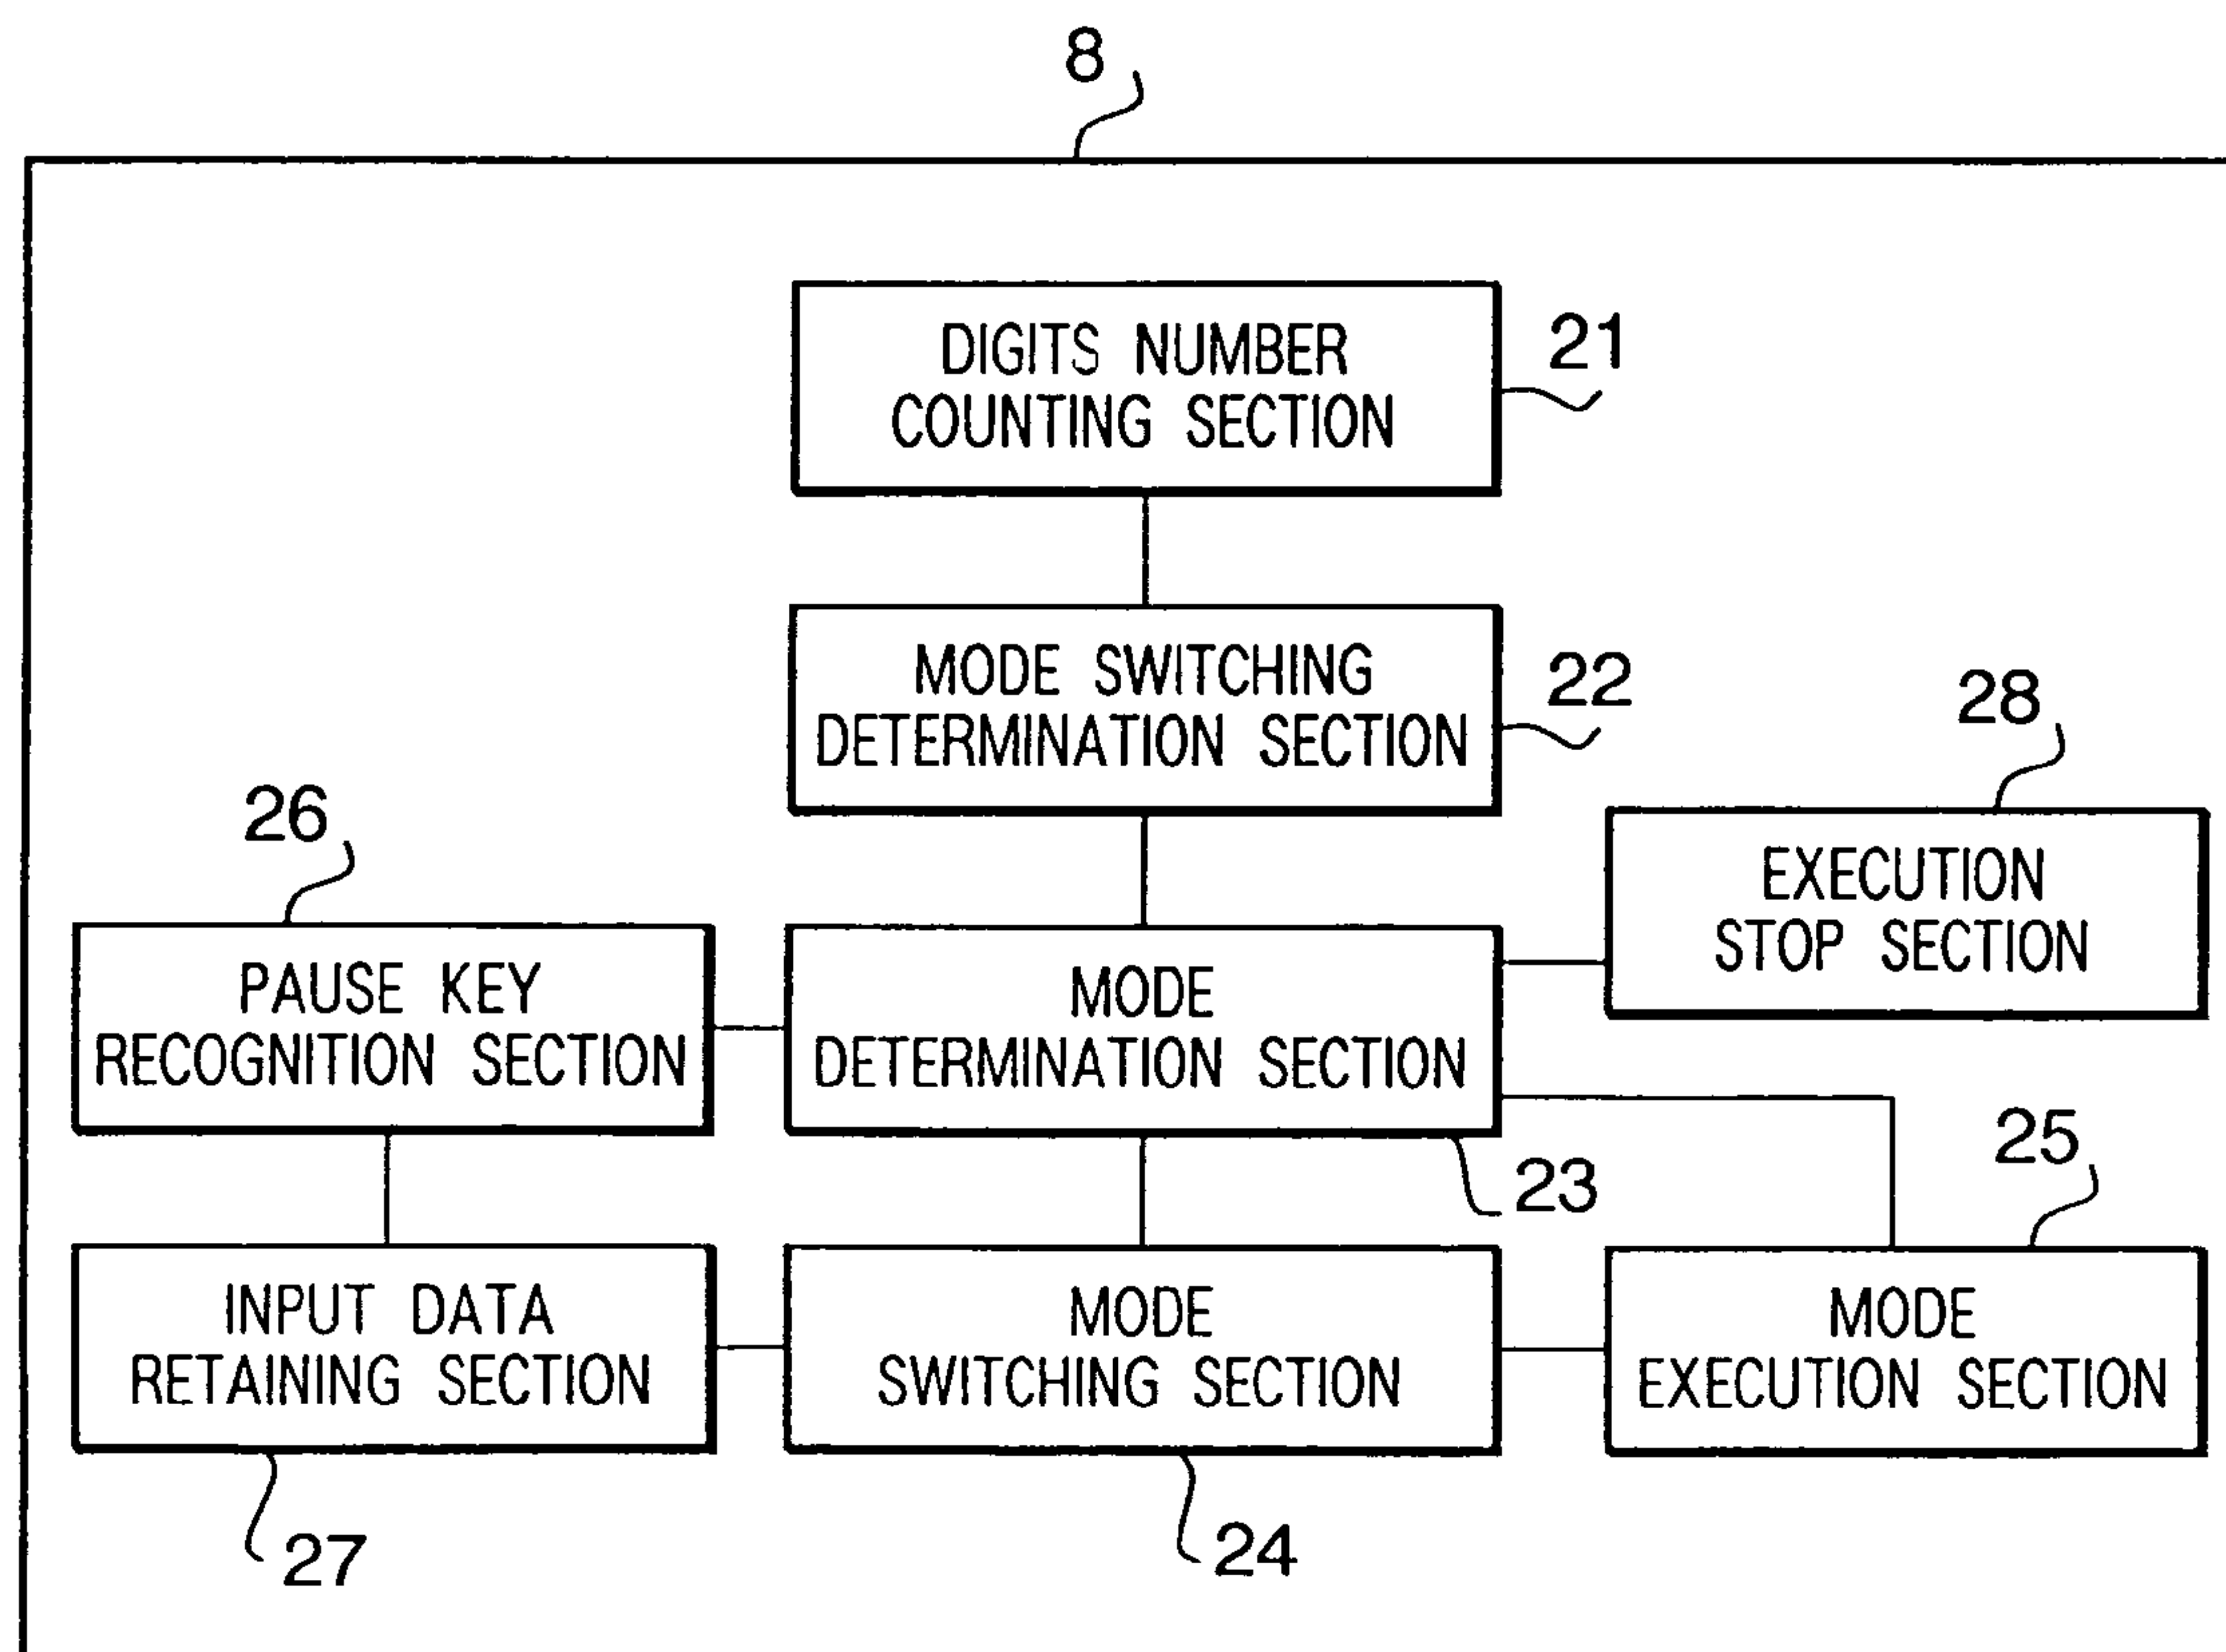 8
DIGITS NUMBER
COUNTING SECTION
21
MODE SWITCHING
DETERMINATION SECTION
22
28
EXECUTION
STOP SECTION
26
PAUSE KEY
RECOGNITION SECTION
MODE
DETERMINATION SECTION
23
25
INPUT DATA
RETAINING SECTION
MODE
SWITCHING SECTION
MODE
EXECUTION SECTION
27
24